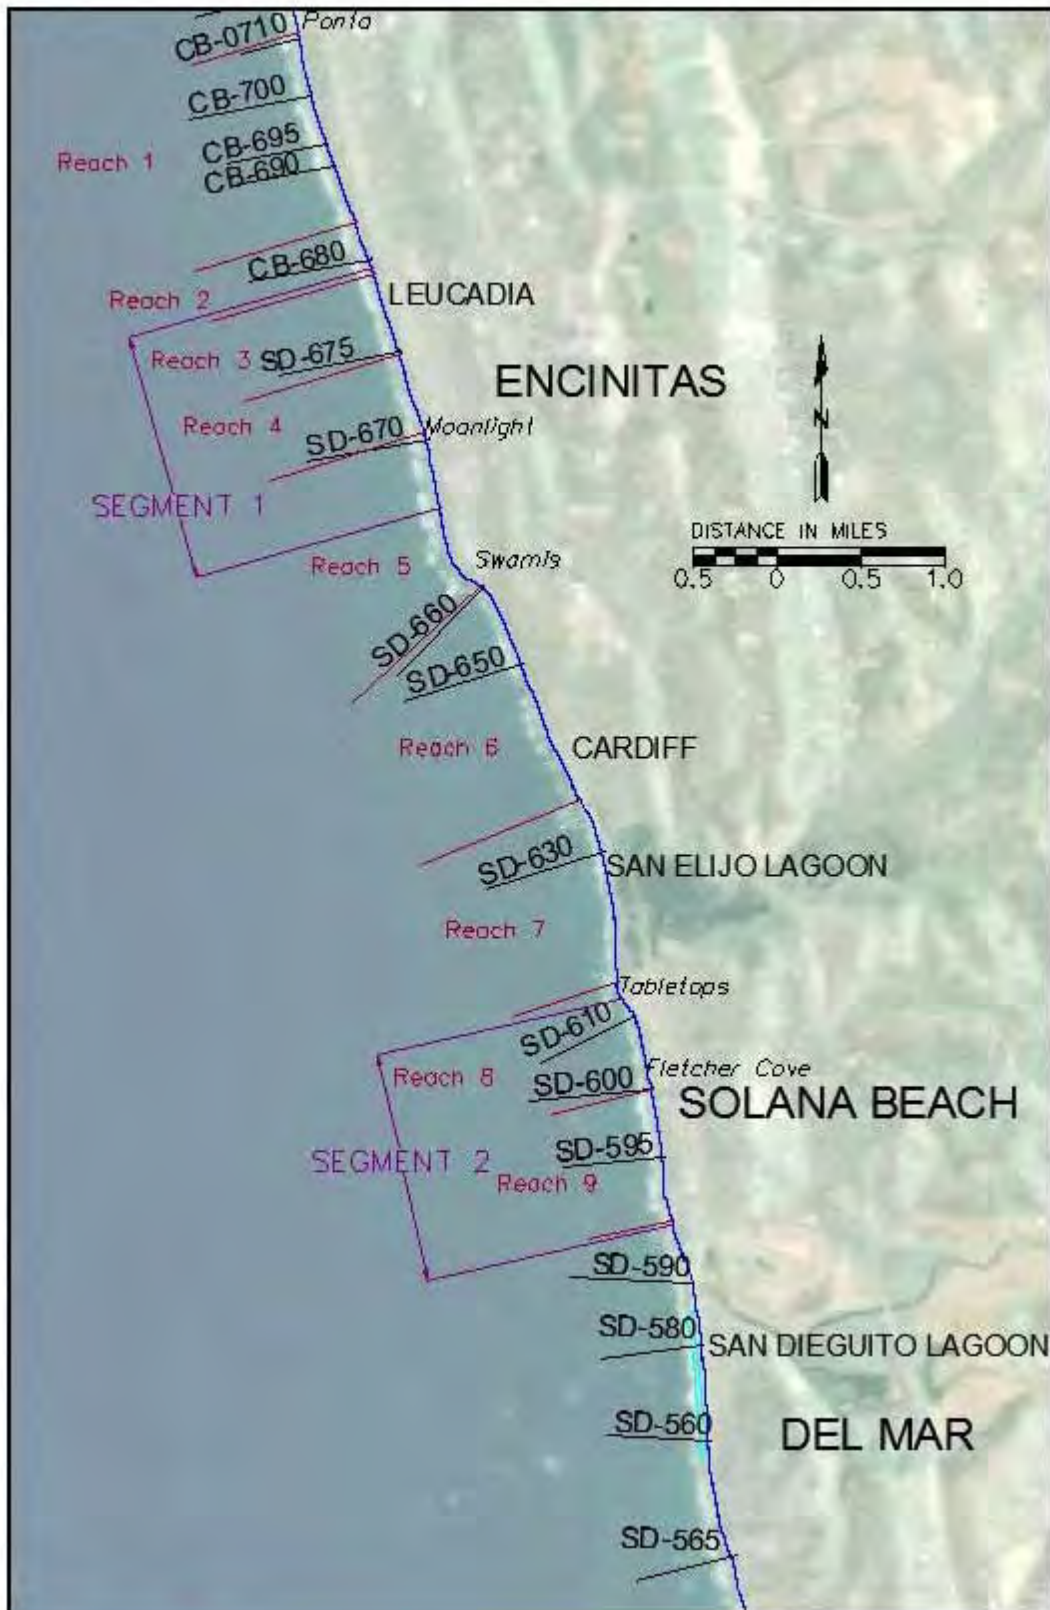 Ponta
CB-0710
CB-700
CB-695
Reach 1
CB-690
CB-680
Reach 2
LEUCADIA
Reach 3
SD-675
ENCINITAS
Reach 4
SD-670
Moonlight
N
SEGMENT 1
DISTANCE IN MILES
0.5 0 0.5 1.0
Reach 5
Swamis
SD-660
SD-650
Reach 6
CARDIFF
SD-630
SAN ELIJO LAGOON
Reach 7
Tabletops
SD-610
Fletcher Cove
Reach 8
SD-600
SOLANA BEACH
SD-595
SEGMENT 2
Reach 9
SD-590
SD-580
SAN DIEGUITO LAGOON
SD-560
DEL MAR
SD-565